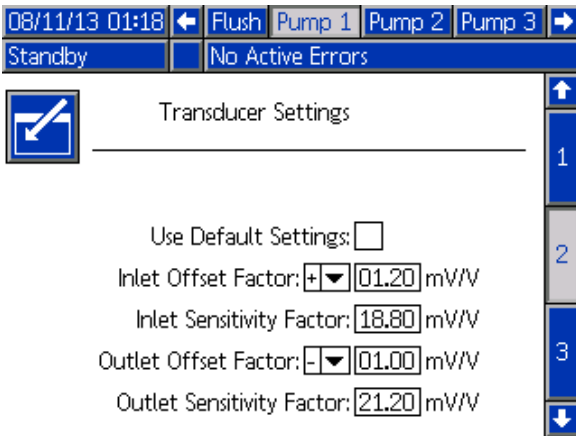 08/11/13 01:18 Flush Pump 1 Pump 2 Pump 3
Standby No Active Errors
Transducer Settings
1
Use Default Settings:
2
Inlet Offset Factor: + 01.20 mV/V
Inlet Sensitivity Factor: 18.80 mV/V
Outlet Offset Factor: - 01.00 mV/V
3
Outlet Sensitivity Factor: 21.20 mV/V